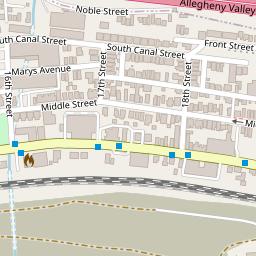 Allegheny Valley
Noble Street
South Canal Street
Front Street
South Canal Street
Marys Avenue
16th Street
17th Street
18th Street
Middle Street